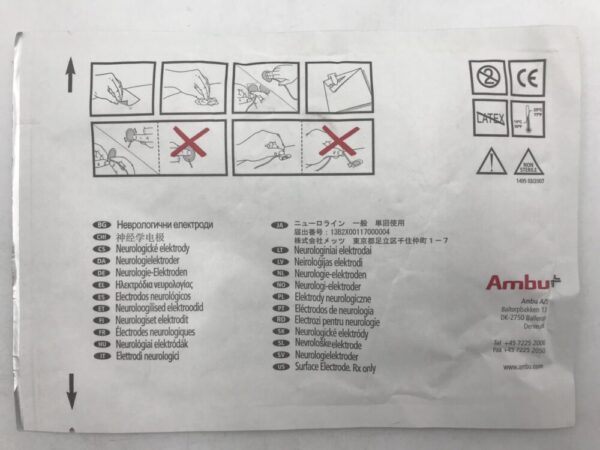 LATEX
NON
STERILE
BG Неврологични електроди
CHI 神经学电极
CS Neurologické elektrody
DA Neurologielektroder
DE Neurologie-Elektroden
EL Ηλεκτρόδια νευρολογίας
ES Electrodos neurológicos
ET Neuroloogilised elektroodid
FI Neurologiset elektrodit
FR Électrodes neurologiques
HU Neurológiai elektródák
IT Elettrodi neurologici
JA ニューロライン 一般 単回使用
届出番号：13B2X00117000004
株式会社メッツ 東京都足立区千住仲町1－7
LT Neurologiniai elektrodai
LV Neiroloģijas elektrodi
NL Neurologie-elektroden
NO Neurologi-elektroder
PL Elektrody neurologiczne
PT Eléctrodos de neurologia
RO Electrozi pentru neurologie
SK Neurologické elektródy
SL Nevrološke elektrode
SV Neurologielektroder
US Surface Electrode. Rx only
Ambu
Ambu A/S
Baltorpbakken 13
DK-2750 Ballerup
Denmark
Tel +45 7225 2000
Fax +45 7225 2050
www.ambu.com